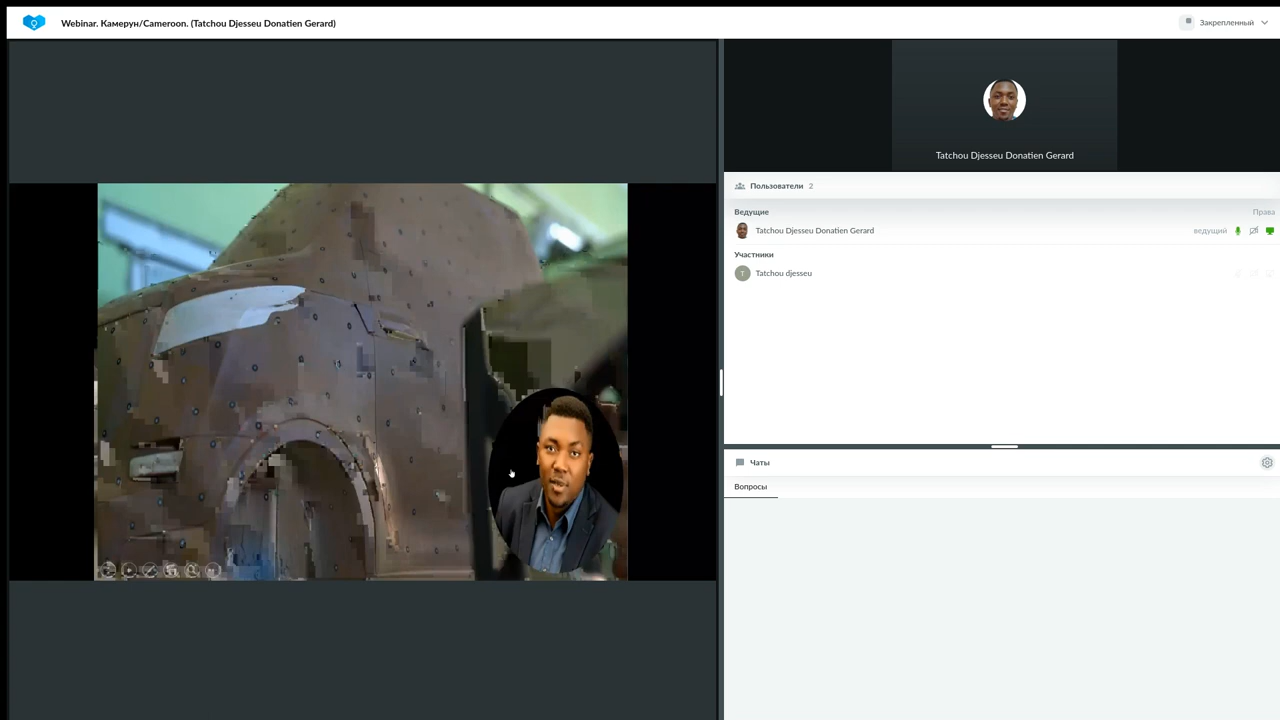 Webinar. Камерун/Cameroon. (Tatchou Djesseu Donatien Gerard)
Закрепленный
Tatchou Djesseu Donatien Gerard
Пользователи 2
Ведущие Права
Tatchou Djesseu Donatien Gerard ведущий
Участники
T Tatchou djesseu
Чаты
Вопросы